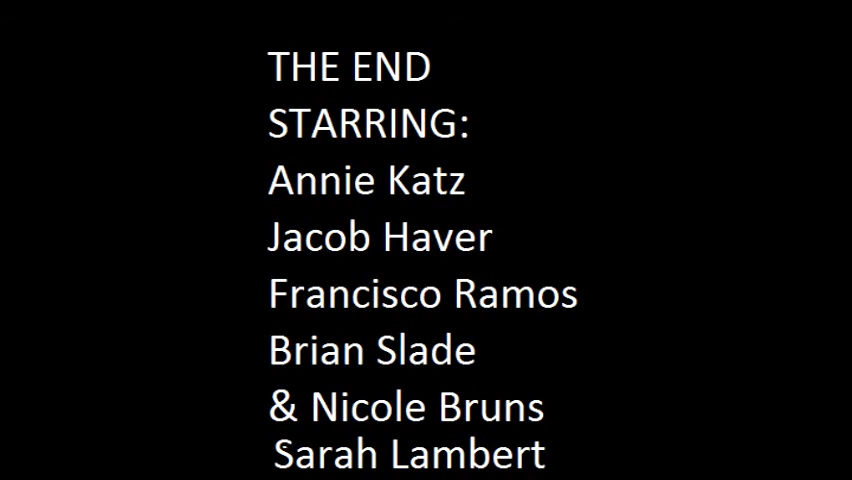 THE END
STARRING:
Annie Katz
Jacob Haver
Francisco Ramos
Brian Slade
& Nicole Bruns
Sarah Lambert